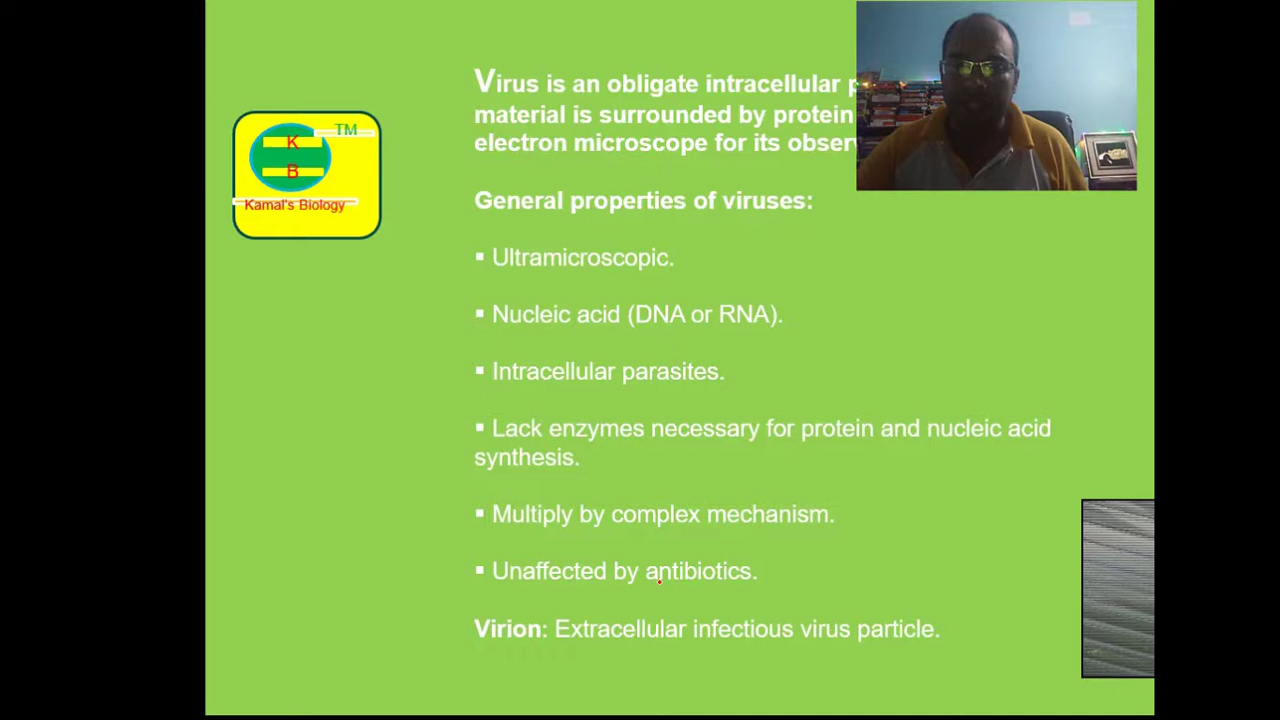 TM
K
B
Kamal's Biology
Virus is an obligate intracellular
material is surrounded by protein
electron microscope for its
General properties of viruses:
▪ Ultramicroscopic.
▪ Nucleic acid (DNA or RNA).
▪ Intracellular parasites.
▪ Lack enzymes necessary for protein and nucleic acid
synthesis.
▪ Multiply by complex mechanism.
▪ Unaffected by antibiotics.
Virion: Extracellular infectious virus particle.